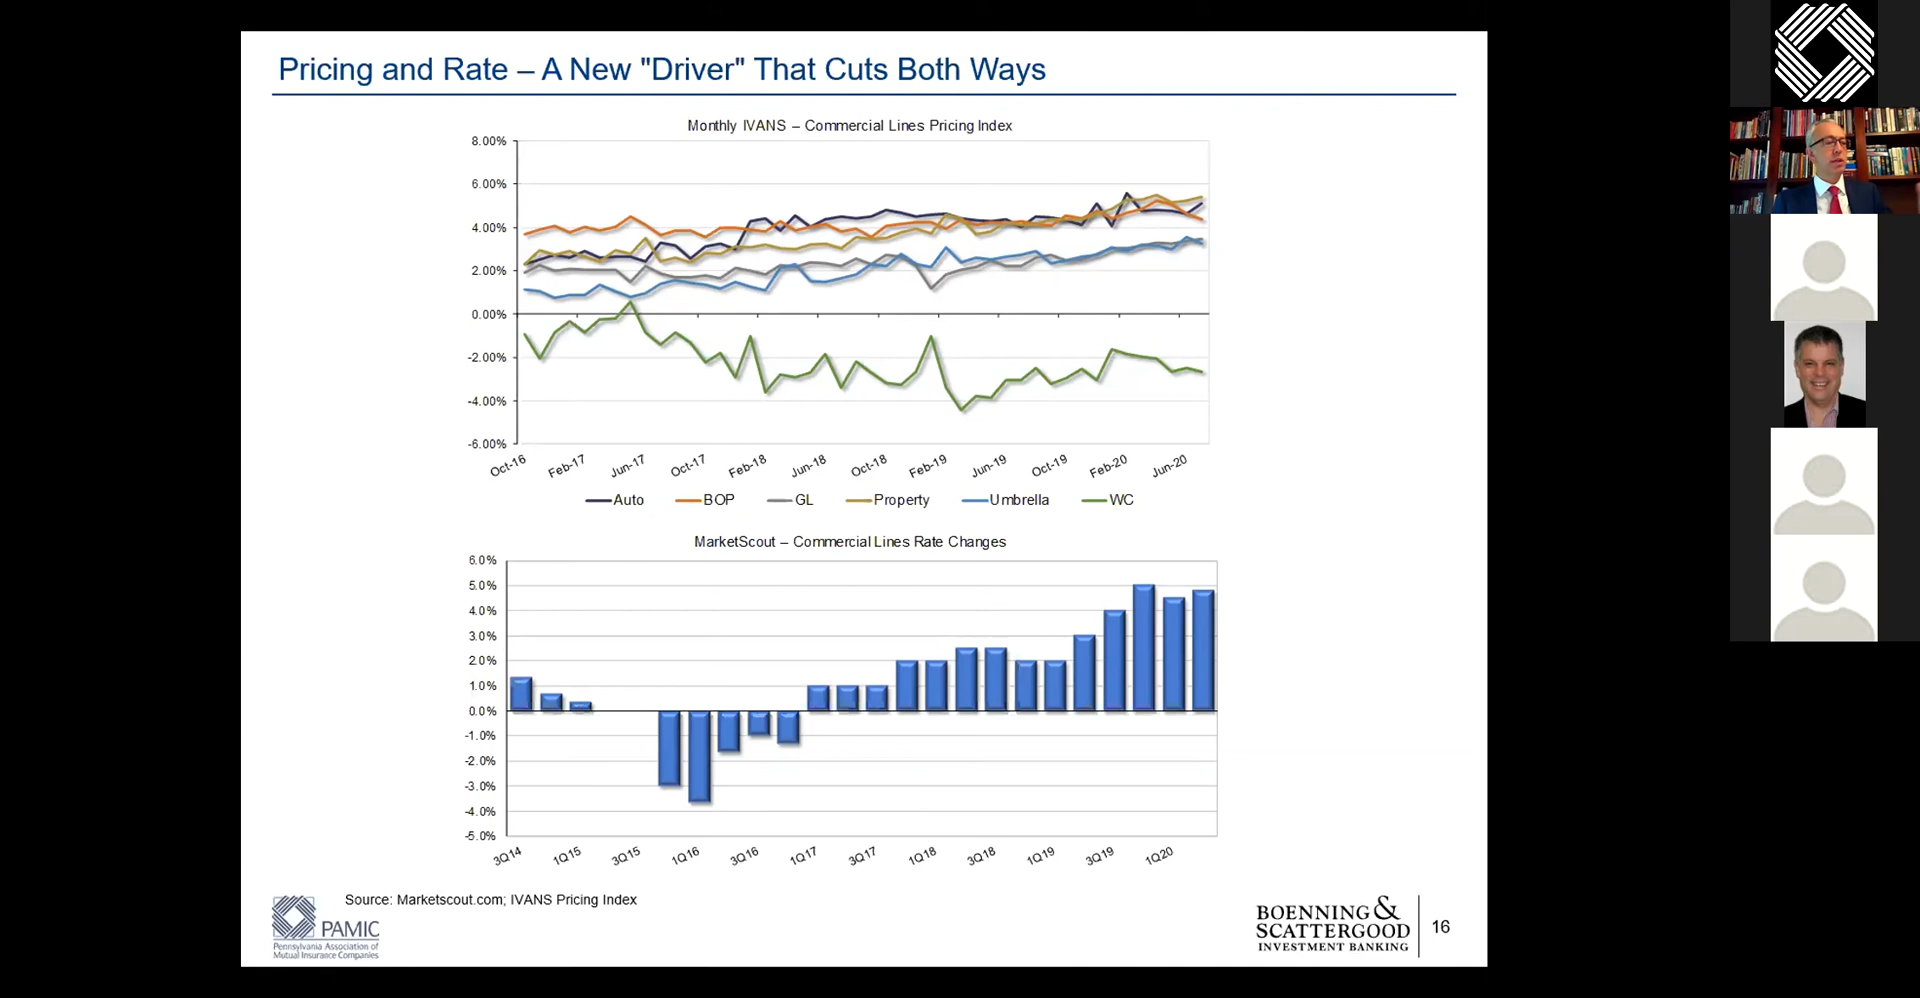 Pricing and Rate – A New "Driver" That Cuts Both Ways
Monthly IVANS – Commercial Lines Pricing Index
8.00%
6.00%
4.00%
2.00%
0.00%
-2.00%
-4.00%
-6.00%
Oct-16 Feb-17 Jun-17 Oct-17 Feb-18 Jun-18 Oct-18 Feb-19 Jun-19 Oct-19 Feb-20 Jun-20
Auto BOP GL Property Umbrella WC
MarketScout – Commercial Lines Rate Changes
6.0%
5.0%
4.0%
3.0%
2.0%
1.0%
0.0%
-1.0%
-2.0%
-3.0%
-4.0%
-5.0%
3Q14 1Q15 3Q15 1Q16 3Q16 1Q17 3Q17 1Q18 3Q18 1Q19 3Q19 1Q20
Source: Marketscout.com; IVANS Pricing Index
PAMIC
Pennsylvania Association of
Mutual Insurance Companies
BOENNING &
SCATTERGOOD
INVESTMENT BANKING
16